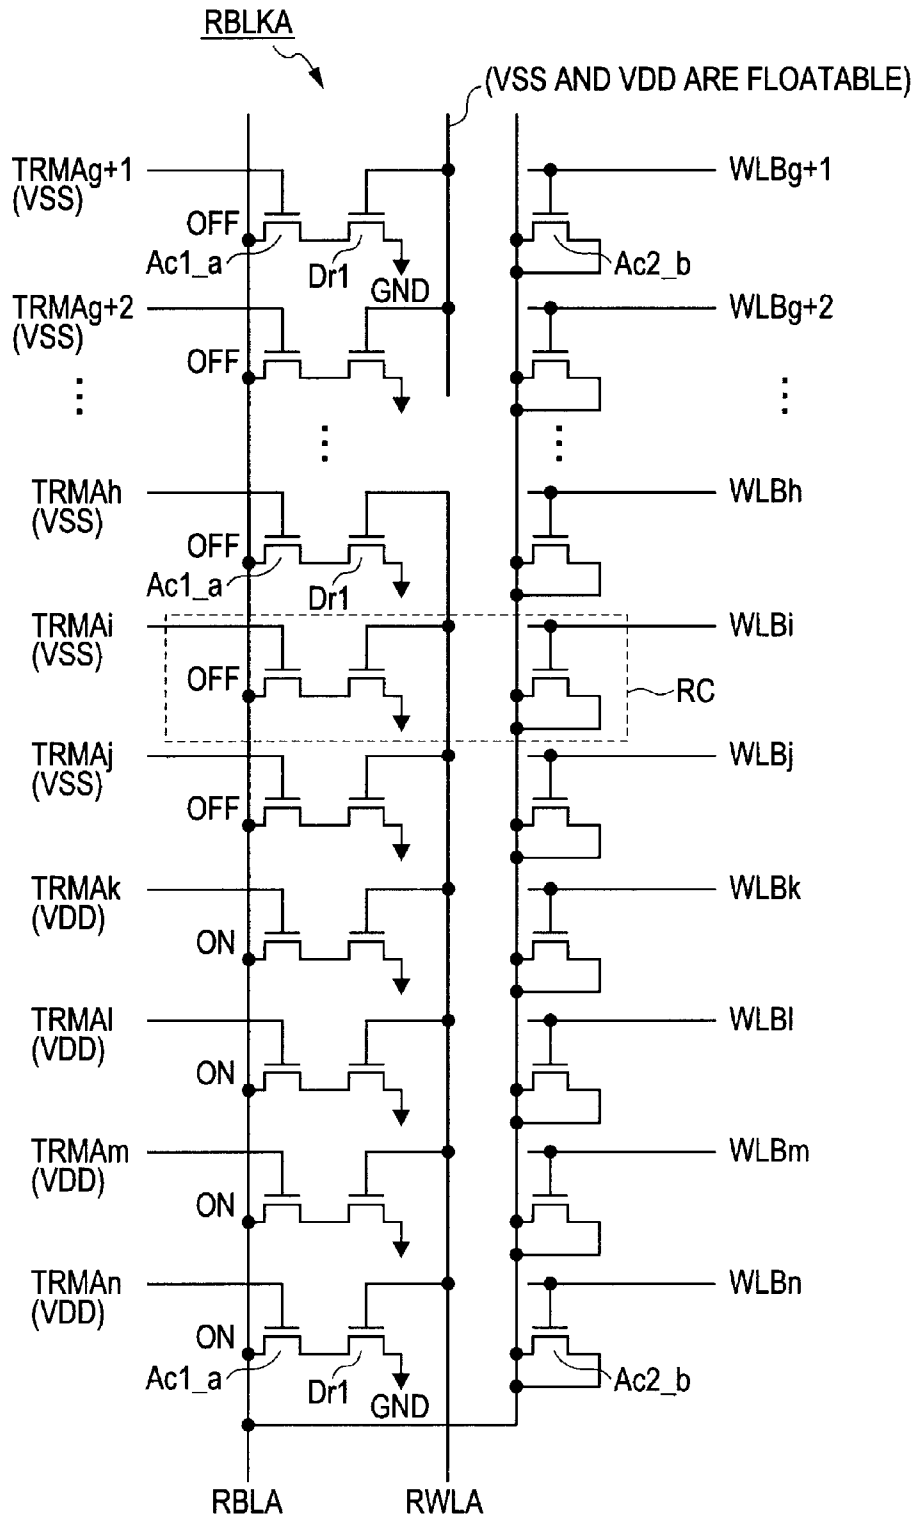 RBLKA
(VSS AND VDD ARE FLOATABLE)
TRMAg+1
(VSS)
WLBg+1
OFF
Ac1_a
Dr1
GND
Ac2_b
TRMAg+2
(VSS)
WLBg+2
OFF
TRMAh
(VSS)
WLBh
OFF
Ac1_a
Dr1
TRMAi
(VSS)
WLBi
OFF
RC
TRMAj
(VSS)
WLBj
OFF
TRMAk
(VDD)
WLBk
ON
TRMAl
(VDD)
WLBl
ON
TRMAm
(VDD)
WLBm
ON
TRMAn
(VDD)
WLBn
ON
Ac1_a
Dr1
GND
Ac2_b
RBLA
RWLA